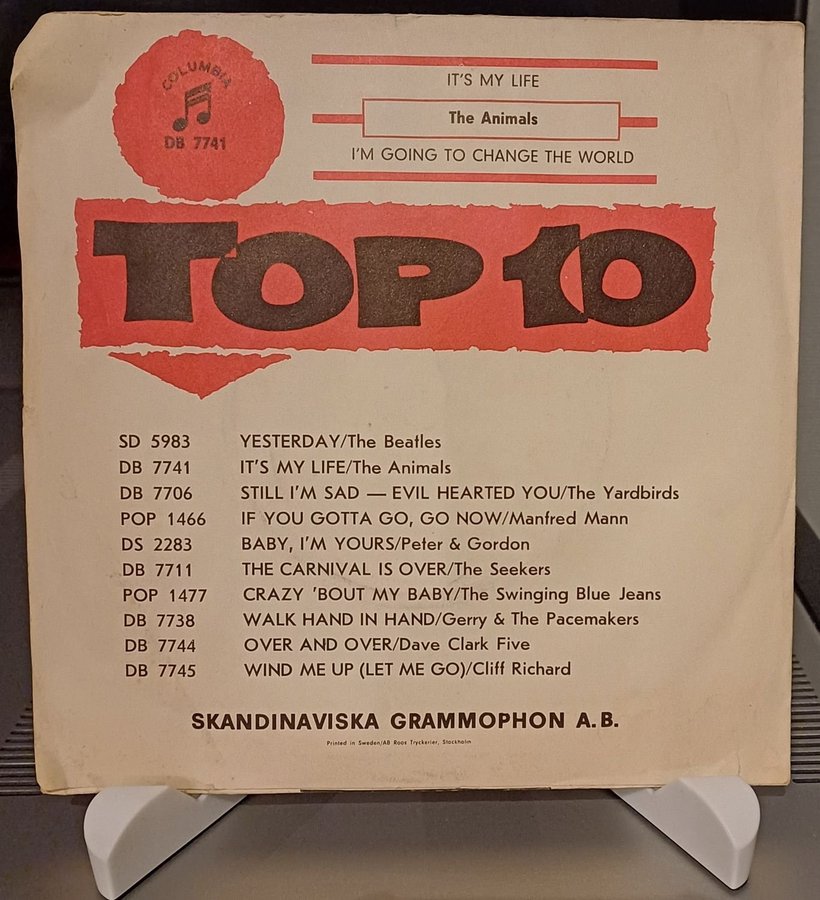 COLUMBIA
DB 7741
IT'S MY LIFE
The Animals
I'M GOING TO CHANGE THE WORLD
TOP 10
SD 5983 YESTERDAY/The Beatles
DB 7741 IT'S MY LIFE/The Animals
DB 7706 STILL I'M SAD — EVIL HEARTED YOU/The Yardbirds
POP 1466 IF YOU GOTTA GO, GO NOW/Manfred Mann
DS 2283 BABY, I'M YOURS/Peter & Gordon
DB 7711 THE CARNIVAL IS OVER/The Seekers
POP 1477 CRAZY 'BOUT MY BABY/The Swinging Blue Jeans
DB 7738 WALK HAND IN HAND/Gerry & The Pacemakers
DB 7744 OVER AND OVER/Dave Clark Five
DB 7745 WIND ME UP (LET ME GO)/Cliff Richard
SKANDINAVISKA GRAMMOPHON A.B.
Printed in Sweden/AB Roos Tryckerier, Stockholm